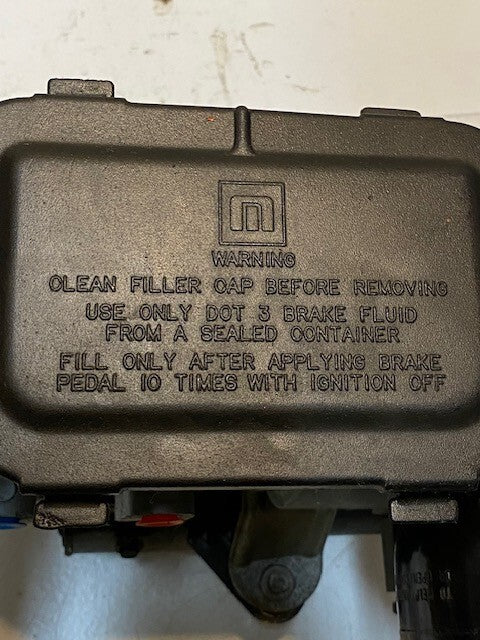 WARNING
CLEAN FILLER CAP BEFORE REMOVING
USE ONLY DOT 3 BRAKE FLUID
FROM A SEALED CONTAINER
FILL ONLY AFTER APPLYING BRAKE
PEDAL 10 TIMES WITH IGNITION OFF